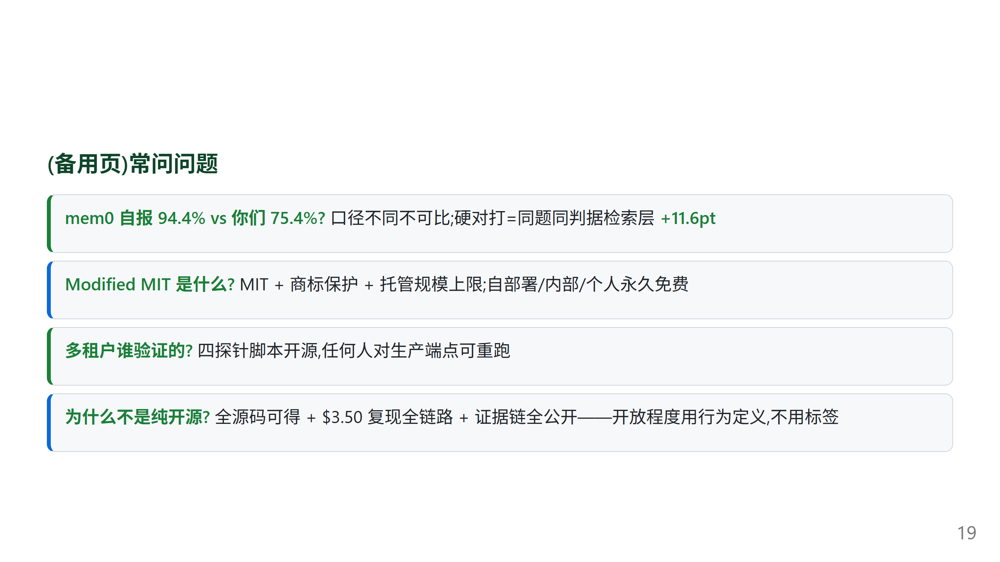 (备用页)常问问题
mem0 自报 94.4% vs 你们 75.4%? 口径不同不可比;硬对打=同题同判据检索层 +11.6pt
Modified MIT 是什么? MIT + 商标保护 + 托管规模上限;自部署/内部/个人永久免费
多租户谁验证的? 四探针脚本开源,任何人对生产端点可重跑
为什么不是纯开源? 全源码可得 + $3.50 复现全链路 + 证据链全公开——开放程度用行为定义,不用标签
19